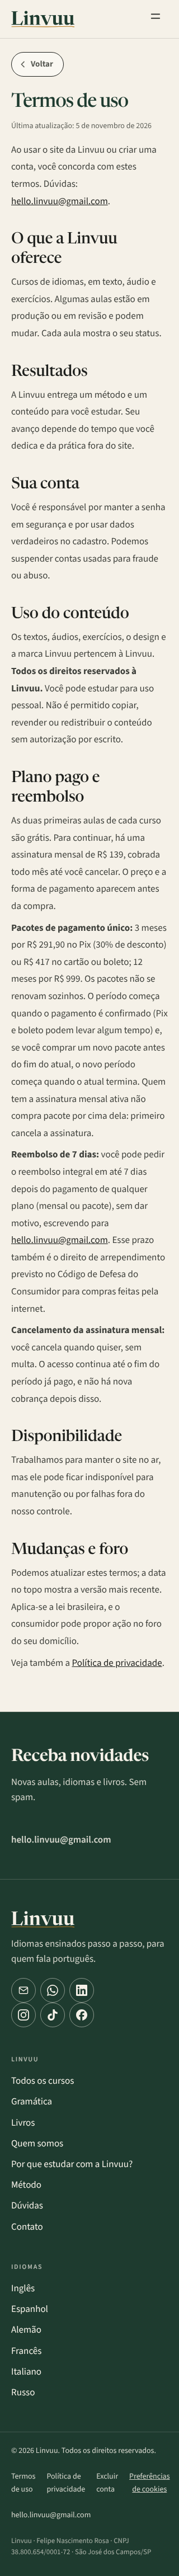 Linvuu
Voltar
Termos de uso
Última atualização: 5 de novembro de 2026
Ao usar o site da Linvuu ou criar uma
conta, você concorda com estes
termos. Dúvidas:
hello.linvuu@gmail.com.
O que a Linvuu
oferece
Cursos de idiomas, em texto, áudio e
exercícios. Algumas aulas estão em
produção ou em revisão e podem
mudar. Cada aula mostra o seu status.
Resultados
A Linvuu entrega um método e um
conteúdo para você estudar. Seu
avanço depende do tempo que você
dedica e da prática fora do site.
Sua conta
Você é responsável por manter a senha
em segurança e por usar dados
verdadeiros no cadastro. Podemos
suspender contas usadas para fraude
ou abuso.
Uso do conteúdo
Os textos, áudios, exercícios, o design e
a marca Linvuu pertencem à Linvuu.
Todos os direitos reservados à
Linvuu. Você pode estudar para uso
pessoal. Não é permitido copiar,
revender ou redistribuir o conteúdo
sem autorização por escrito.
Plano pago e
reembolso
As duas primeiras aulas de cada curso
são grátis. Para continuar, há uma
assinatura mensal de R$ 139, cobrada
todo mês até você cancelar. O preço e a
forma de pagamento aparecem antes
da compra.
Pacotes de pagamento único: 3 meses
por R$ 291,90 no Pix (30% de desconto)
ou R$ 417 no cartão ou boleto; 12
meses por R$ 999. Os pacotes não se
renovam sozinhos. O período começa
quando o pagamento é confirmado (Pix
e boleto podem levar algum tempo) e,
se você comprar um novo pacote antes
do fim do atual, o novo período
começa quando o atual termina. Quem
tem uma assinatura mensal ativa não
compra pacote por cima dela: primeiro
cancela a assinatura.
Reembolso de 7 dias: você pode pedir
o reembolso integral em até 7 dias
depois do pagamento de qualquer
plano (mensal ou pacote), sem dar
motivo, escrevendo para
hello.linvuu@gmail.com. Esse prazo
também é o direito de arrependimento
previsto no Código de Defesa do
Consumidor para compras feitas pela
internet.
Cancelamento da assinatura mensal:
você cancela quando quiser, sem
multa. O acesso continua até o fim do
período já pago, e não há nova
cobrança depois disso.
Disponibilidade
Trabalhamos para manter o site no ar,
mas ele pode ficar indisponível para
manutenção ou por falhas fora do
nosso controle.
Mudanças e foro
Podemos atualizar estes termos; a data
no topo mostra a versão mais recente.
Aplica-se a lei brasileira, e o
consumidor pode propor ação no foro
do seu domicílio.
Veja também a Política de privacidade.
Receba novidades
Novas aulas, idiomas e livros. Sem
spam.
hello.linvuu@gmail.com
Linvuu
Idiomas ensinados passo a passo, para
quem fala português.
LINVUU
Todos os cursos
Gramática
Livros
Quem somos
Por que estudar com a Linvuu?
Método
Dúvidas
Contato
IDIOMAS
Inglês
Espanhol
Alemão
Francês
Italiano
Russo
© 2026 Linvuu. Todos os direitos reservados.
Termos de uso
Política de privacidade
Excluir conta
Preferências de cookies
hello.linvuu@gmail.com
Linvuu · Felipe Nascimento Rosa · CNPJ
38.800.654/0001-72 · São José dos Campos/SP